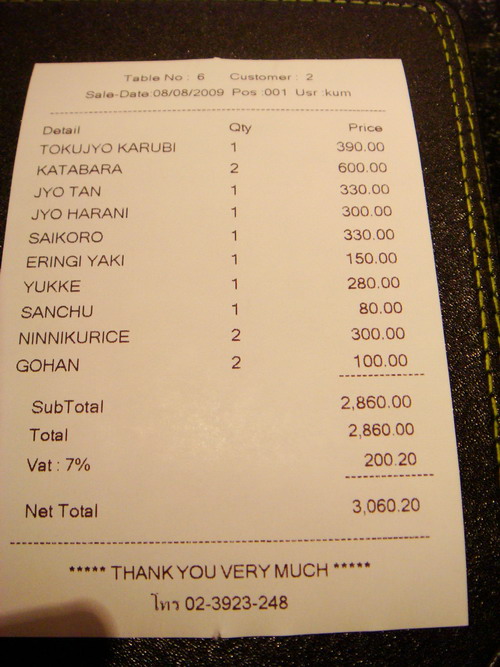 Table No : 6 Customer : 2
Sale-Date:08/08/2009 Pos :001 Usr :kum
Detail Qty Price
TOKUJYO KARUBI 1 390.00
KATABARA 2 600.00
JYO TAN 1 330.00
JYO HARANI 1 300.00
SAIKORO 1 330.00
ERINGI YAKI 1 150.00
YUKKE 1 280.00
SANCHU 1 80.00
NINNIKURICE 2 300.00
GOHAN 2 100.00
SubTotal 2,860.00
Total 2,860.00
Vat : 7% 200.20
Net Total 3,060.20
***** THANK YOU VERY MUCH *****
โทร 02-3923-248